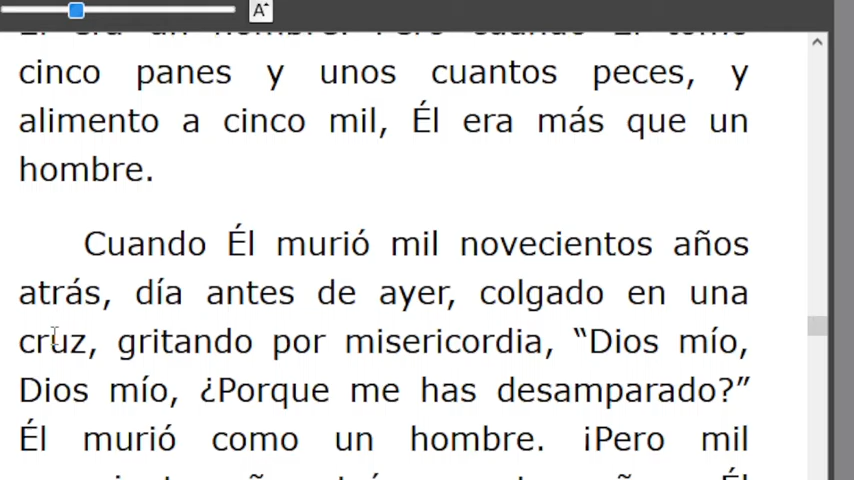 A
cinco panes y unos cuantos peces, y
alimento a cinco mil, Él era más que un
hombre.
Cuando Él murió mil novecientos años
atrás, día antes de ayer, colgado en una
cruz, gritando por misericordia, “Dios mío,
Dios mío, ¿Porque me has desamparado?”
Él murió como un hombre. ¡Pero mil